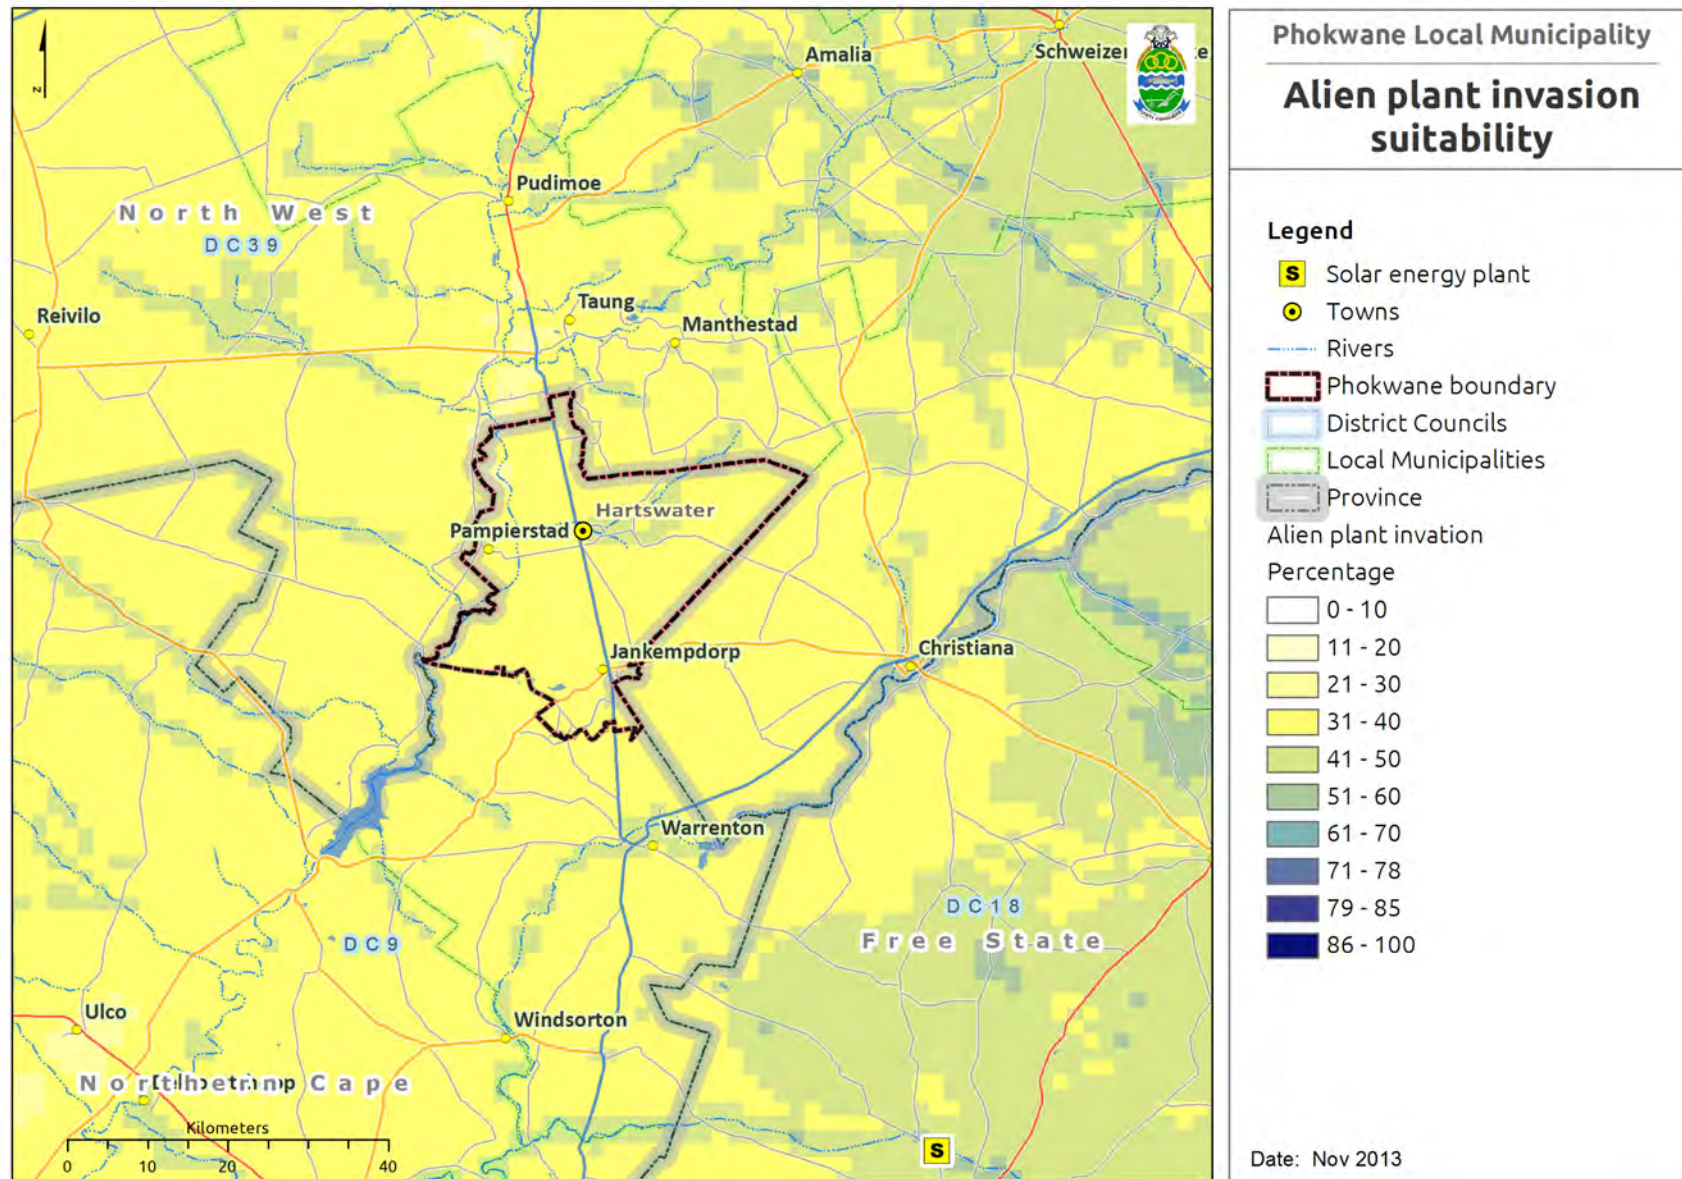 Phokwane Local Municipality
Alien plant invasion
suitability
Legend
S Solar energy plant
Towns
Rivers
Phokwane boundary
District Councils
Local Municipalities
Province
Alien plant invation
Percentage
0 - 10
11 - 20
21 - 30
31 - 40
41 - 50
51 - 60
61 - 70
71 - 78
79 - 85
86 - 100
Date: Nov 2013
z
Amalia
Pudimoe
North West
DC39
Reivilo
Taung
Manthestad
Hartswater
Pampierstad
Jankempdorp
Christiana
Warrenton
DC18
Free State
DC9
Ulco
Windsorton
Northern Cape
Kilometers
0 10 20 40
S